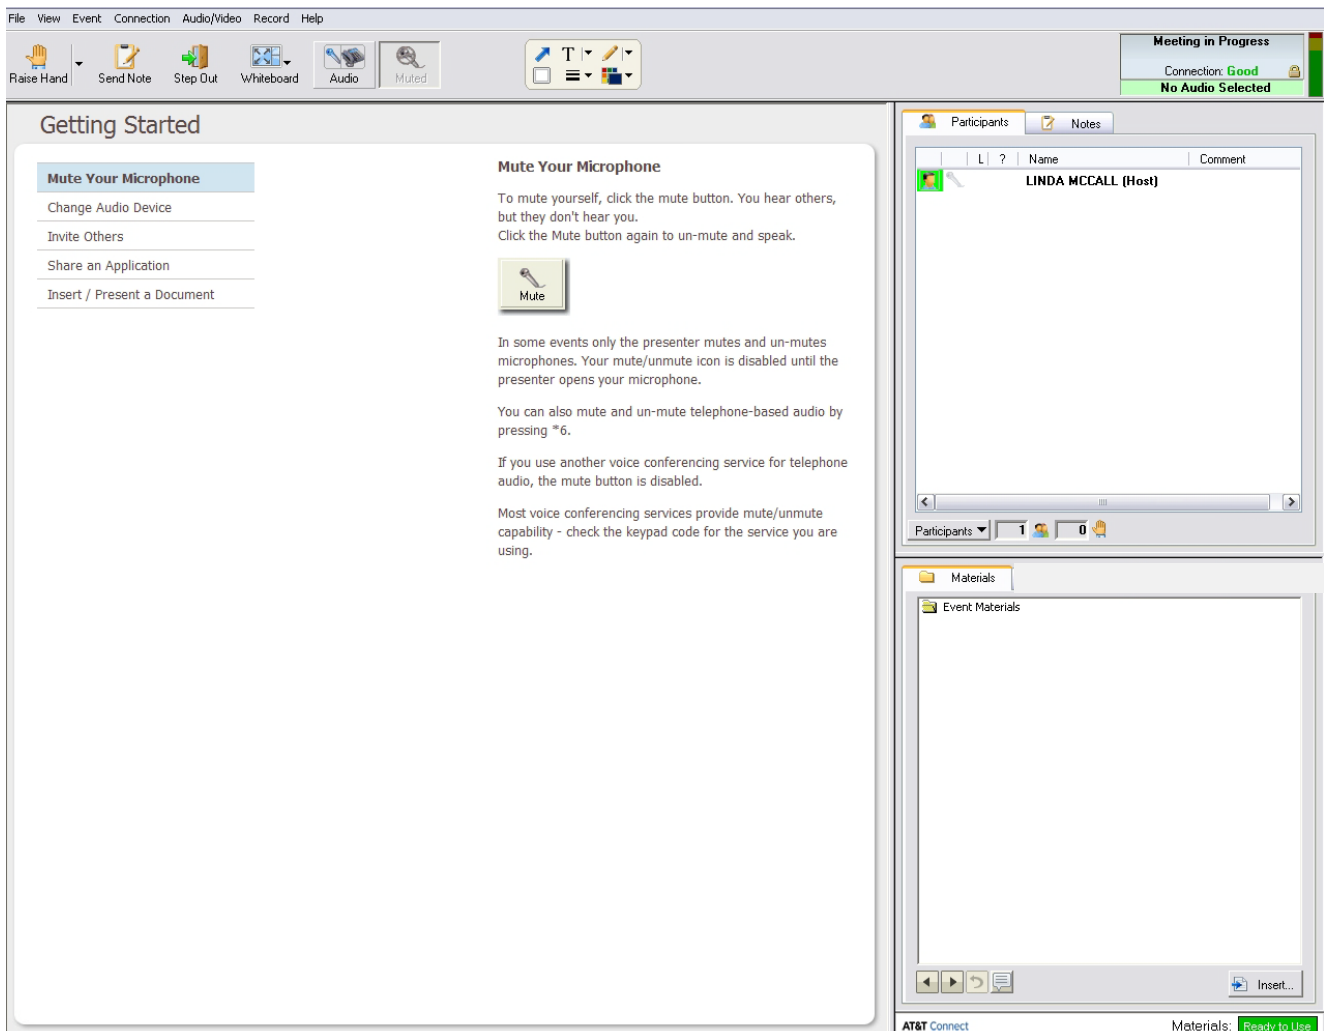 File View Event Connection Audio/Video Record Help
Raise Hand Send Note Step Out Whiteboard Audio Muted
T
Meeting in Progress
Connection: Good
No Audio Selected
Getting Started
Mute Your Microphone
Change Audio Device
Invite Others
Share an Application
Insert / Present a Document
Mute Your Microphone
To mute yourself, click the mute button. You hear others,
but they don't hear you.
Click the Mute button again to un-mute and speak.
Mute
In some events only the presenter mutes and un-mutes
microphones. Your mute/unmute icon is disabled until the
presenter opens your microphone.
You can also mute and un-mute telephone-based audio by
pressing *6.
If you use another voice conferencing service for telephone
audio, the mute button is disabled.
Most voice conferencing services provide mute/unmute
capability - check the keypad code for the service you are
using.
Participants Notes
L ? Name Comment
LINDA MCCALL (Host)
Participants 1 0
Materials
Event Materials
Insert...
AT&T Connect Materials: Ready to Use